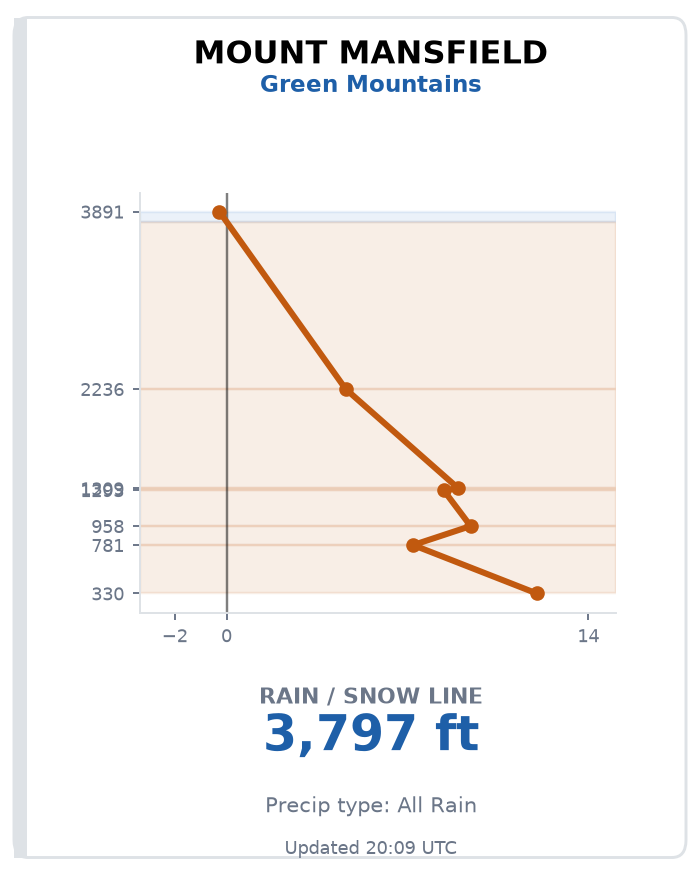 MOUNT MANSFIELD
Green Mountains
3891
2236
958
781
330
−2 0 14
RAIN / SNOW LINE
3,797 ft
Precip type: All Rain
Updated 20:09 UTC